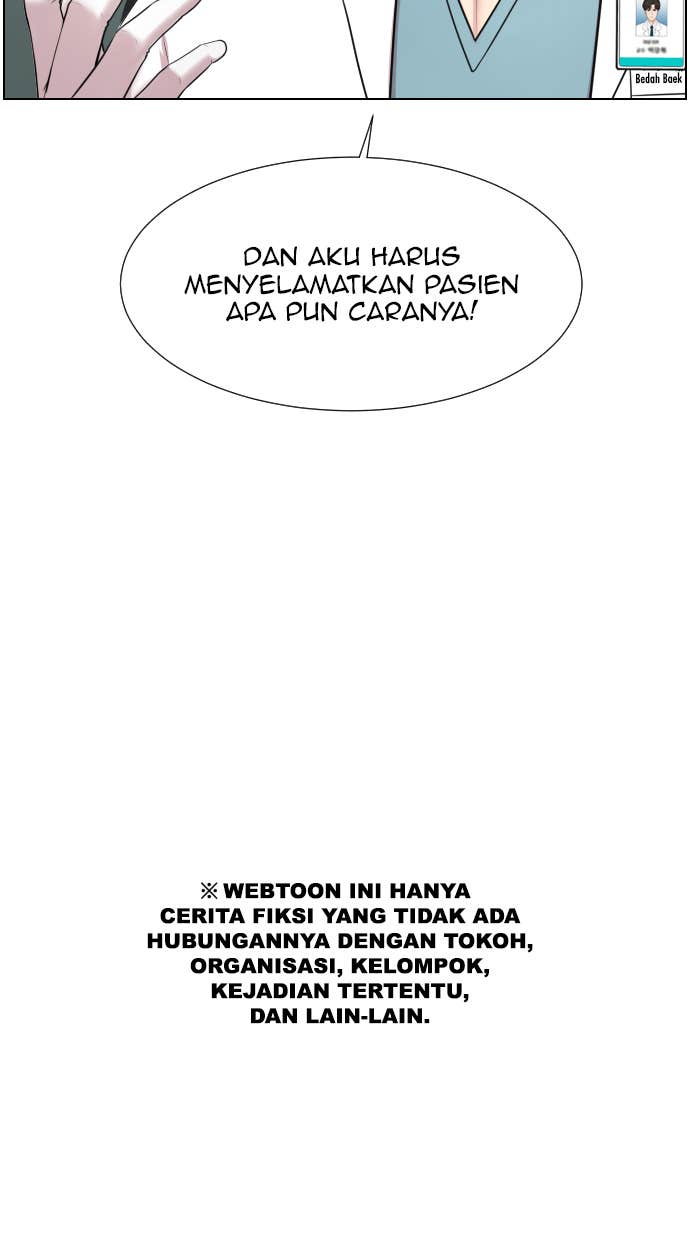 Bedah Baek
DAN AKU HARUS
MENYELAMATKAN PASIEN
APA PUN CARANYA!
※ WEBTOON INI HANYA
CERITA FIKSI YANG TIDAK ADA
HUBUNGANNYA DENGAN TOKOH,
ORGANISASI, KELOMPOK,
KEJADIAN TERTENTU,
DAN LAIN-LAIN.